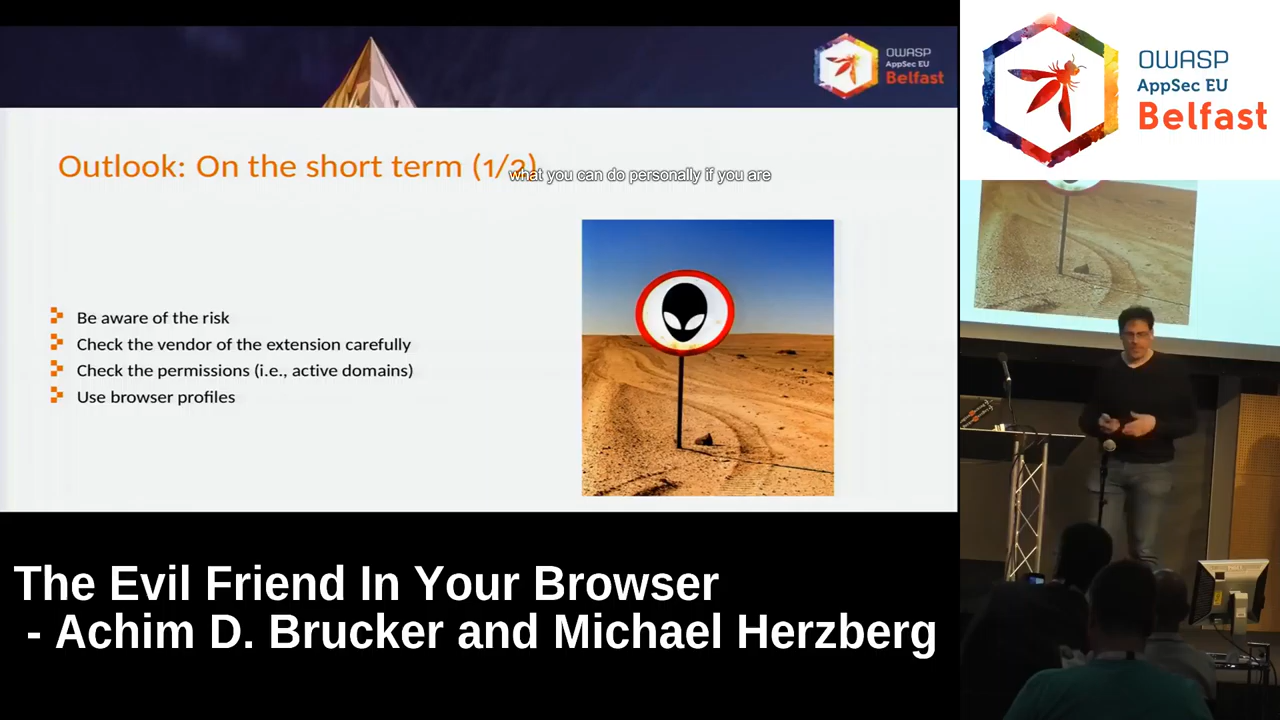 OWASP
AppSec EU
Belfast
OWASP
AppSec EU
Belfast
Outlook: On the short term (1/2)
what you can do personally if you are
Be aware of the risk
Check the vendor of the extension carefully
Check the permissions (i.e., active domains)
Use browser profiles
The Evil Friend In Your Browser
- Achim D. Brucker and Michael Herzberg